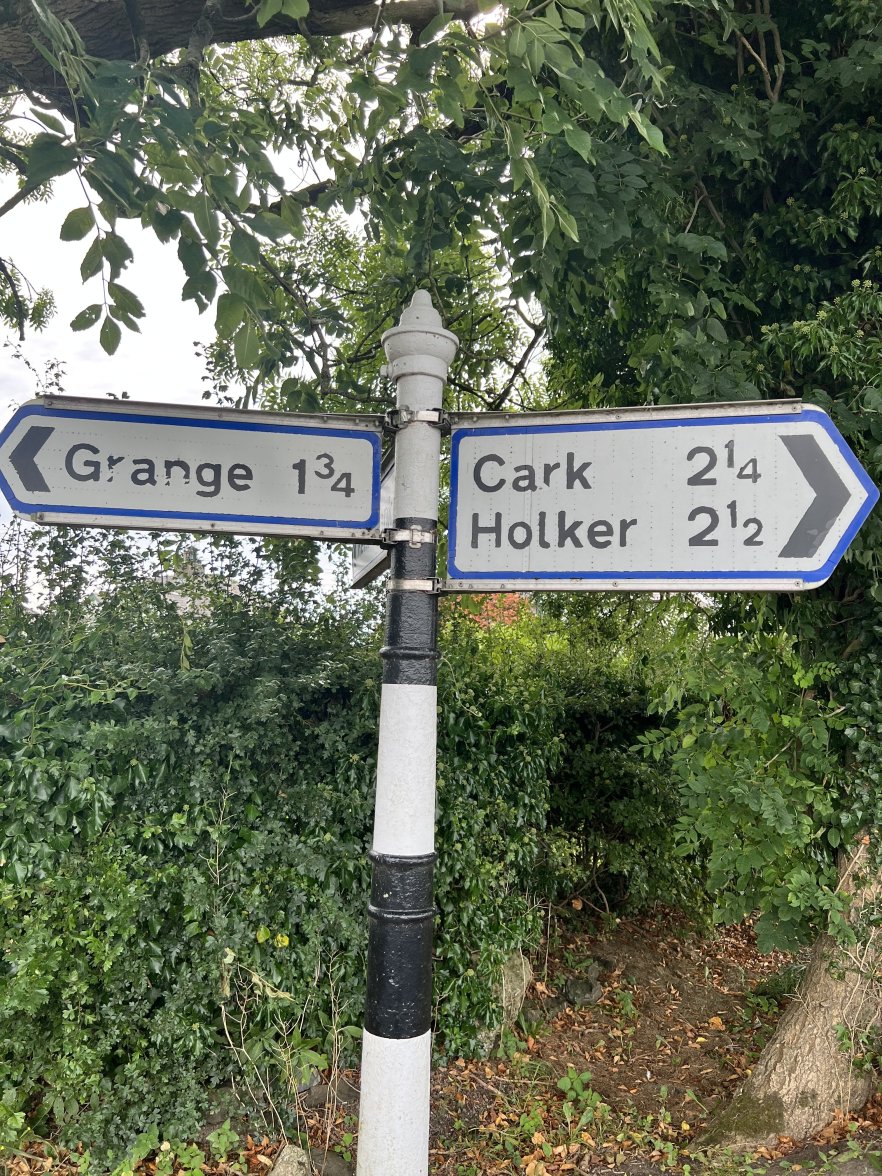 Grange 1¾
Cark 2¼
Holker 2½